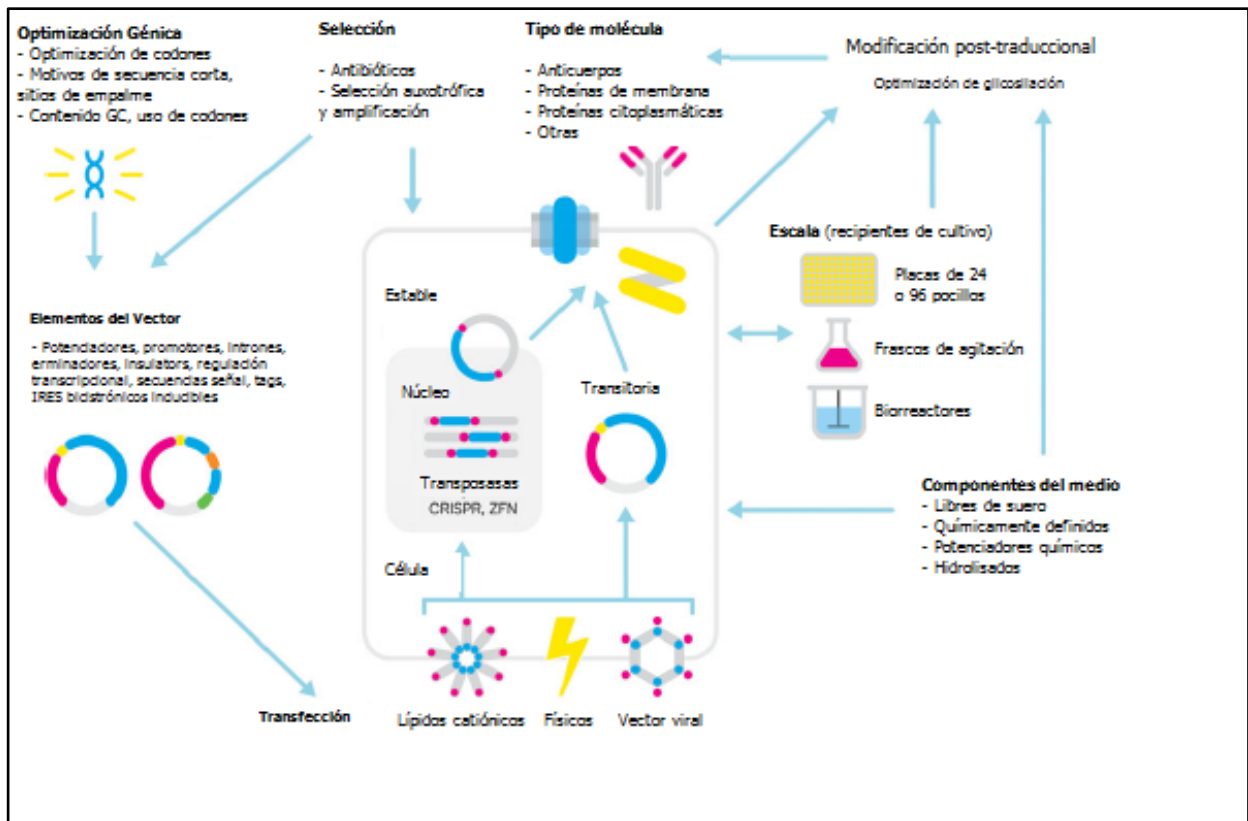 Optimización Génica
- Optimización de codones
- Motivos de secuencia corta,
sitios de empalme
- Contenido GC, uso de codones
Selección
- Antibióticos
- Selección auxotrófica
y amplificación
Tipo de molécula
- Anticuerpos
- Proteínas de membrana
- Proteínas citoplasmáticas
- Otras
Modificación post-traduccional
Optimización de glicosilación
Escala (recipientes de cultivo)
Placas de 24
o 96 pocillos
Frascos de agitación
Biorreactores
Elementos del Vector
- Potenciadores, promotores, intrones,
erminadores, insulators, regulación
transcripcional, secuencias señal, tags,
IRES bicistrónicos inducibles
Estable
Núcleo
Transposasas
CRISPR, ZFN
Transitoria
Célula
Componentes del medio
- Libres de suero
- Químicamente definidos
- Potenciadores químicos
- Hidrolisados
Transfección
Lípidos catiónicos
Físicos
Vector viral